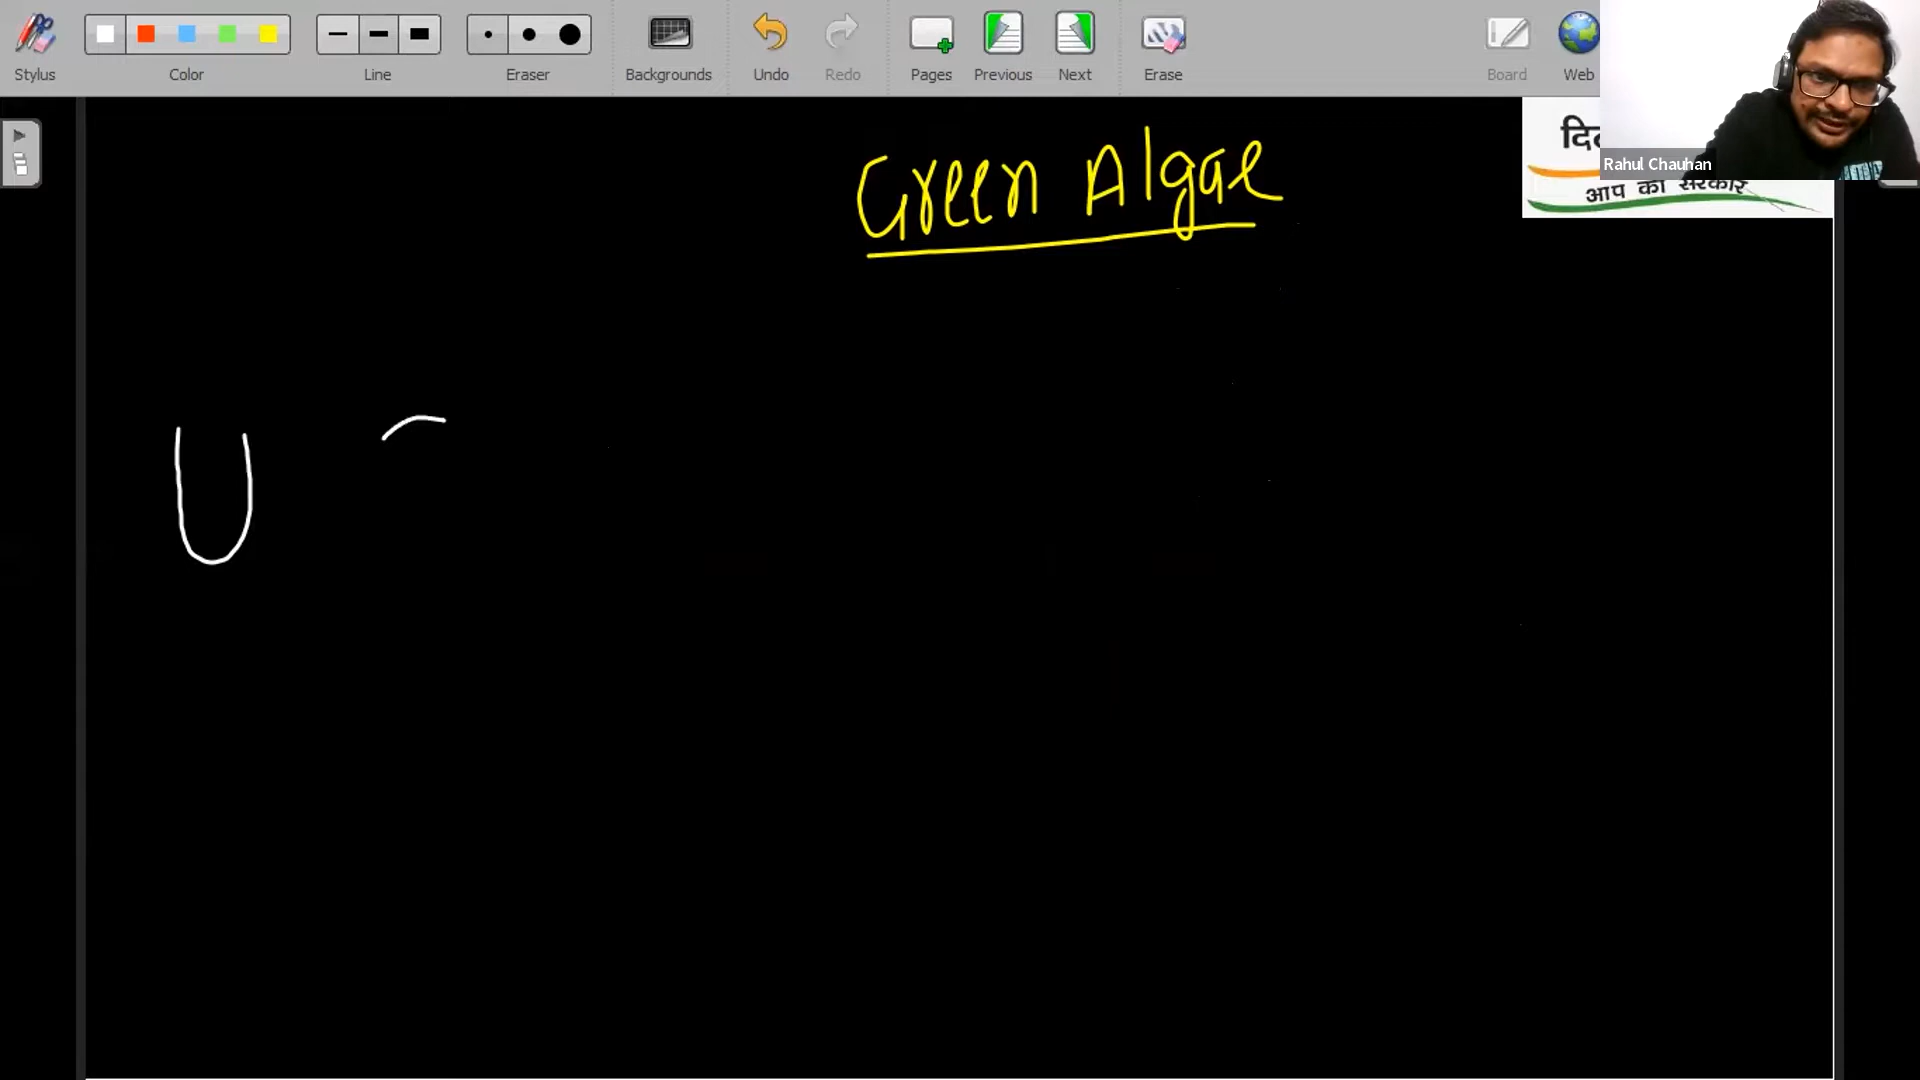 Stylus Color Line Eraser Backgrounds Undo Redo Pages Previous Next Erase Board Web
Rahul Chauhan
आप की सरकार
Green Algae
U